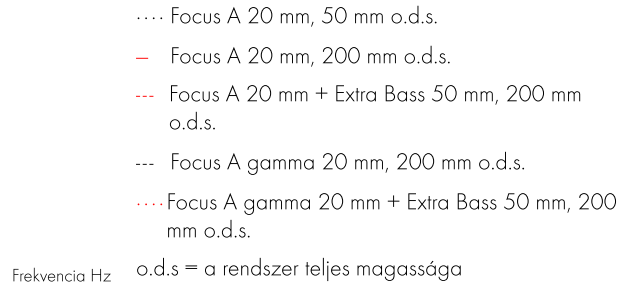 ···· Focus A 20 mm, 50 mm o.d.s.
— Focus A 20 mm, 200 mm o.d.s.
--- Focus A 20 mm + Extra Bass 50 mm, 200 mm
o.d.s.
--- Focus A gamma 20 mm, 200 mm o.d.s.
···· Focus A gamma 20 mm + Extra Bass 50 mm, 200
mm o.d.s.
Frekvencia Hz
o.d.s = a rendszer teljes magassága